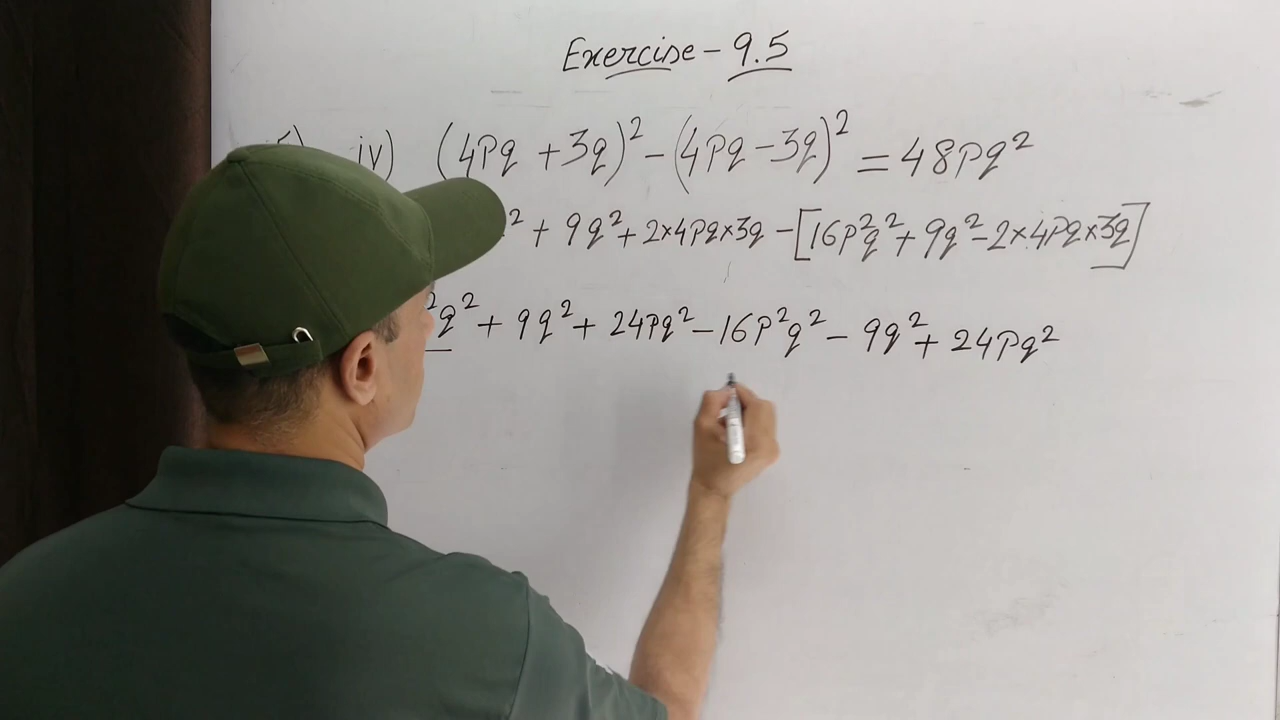 Exercise - 9.5
iv) (4pq + 3q)² - (4pq - 3q)² = 48pq²
² + 9q² + 2×4pq×3q - [16p²q² + 9q² - 2×4pq×3q]
²q² + 9q² + 24pq² - 16p²q² - 9q² + 24pq²